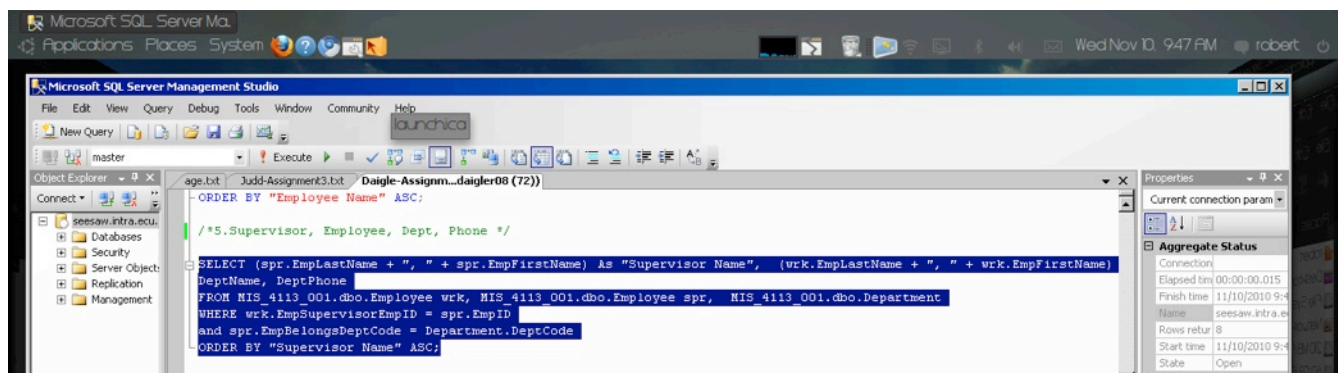 Microsoft SQL Server Ma.
Applications Places System
Wed Nov 10, 9:47 AM robert
Microsoft SQL Server Management Studio
File Edit View Query Debug Tools Window Community Help
launchica
New Query
master Execute
Object Explorer
age.txt Judd-Assignment3.txt Daigle-Assignm...daigler08 (72))
Properties
Connect
ORDER BY "Employee Name" ASC;
Current connection param
seesaw.intra.ecu.
Databases
/*5.Supervisor, Employee, Dept, Phone */
Security
Aggregate Status
Server Object:
SELECT (spr.EmpLastName + ", " + spr.EmpFirstName) As "Supervisor Name", (wrk.EmpLastName + ", " + wrk.EmpFirstName)
Connection
Replication
DeptName, DeptPhone
Elapsed tim 00:00:00.015
Management
FROM MIS_4113_001.dbo.Employee wrk, MIS_4113_001.dbo.Employee spr, MIS_4113_001.dbo.Department
Finish time 11/10/2010 9:4
WHERE wrk.EmpSupervisorEmpID = spr.EmpID
Name seesaw.intra.e
and spr.EmpBelongsDeptCode = Department.DeptCode
Rows retur 8
ORDER BY "Supervisor Name" ASC;
Start time 11/10/2010 9:4
State Open